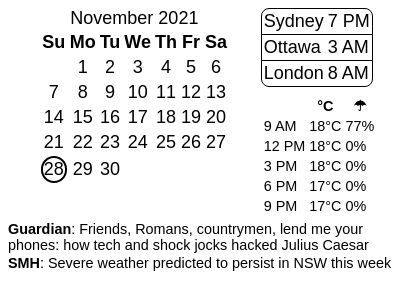 November 2021
Su Mo Tu We Th Fr Sa
1 2 3 4 5 6
7 8 9 10 11 12 13
14 15 16 17 18 19 20
21 22 23 24 25 26 27
28 29 30
Sydney 7 PM
Ottawa 3 AM
London 8 AM
°C ☂
9 AM 18°C 77%
12 PM 18°C 0%
3 PM 18°C 0%
6 PM 17°C 0%
9 PM 17°C 0%
Guardian: Friends, Romans, countrymen, lend me your
phones: how tech and shock jocks hacked Julius Caesar
SMH: Severe weather predicted to persist in NSW this week